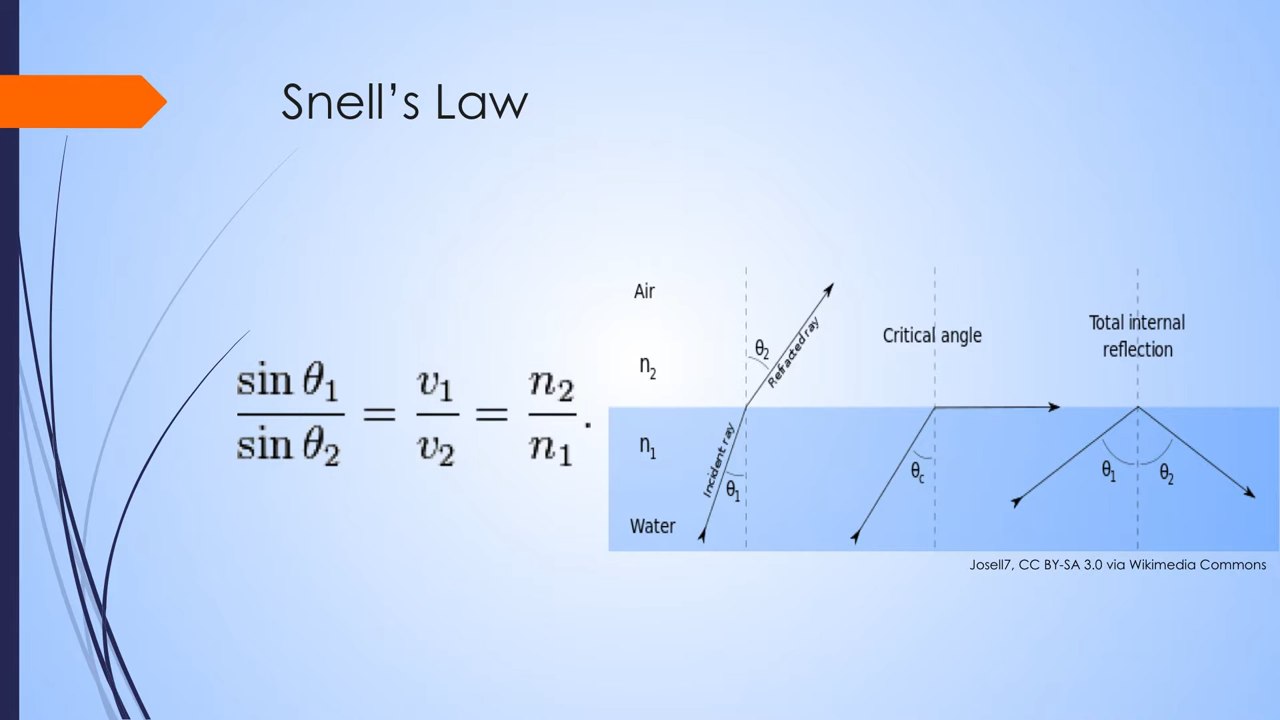 Snell’s Law
sin θ₁ / sin θ₂ = v₁ / v₂ = n₂ / n₁.
Air
n₂
n₁
Water
θ₂
Refracted ray
Incident ray
θ₁
Critical angle
θc
Total internal
reflection
θ₁ θ₂
Josell7, CC BY-SA 3.0 via Wikimedia Commons